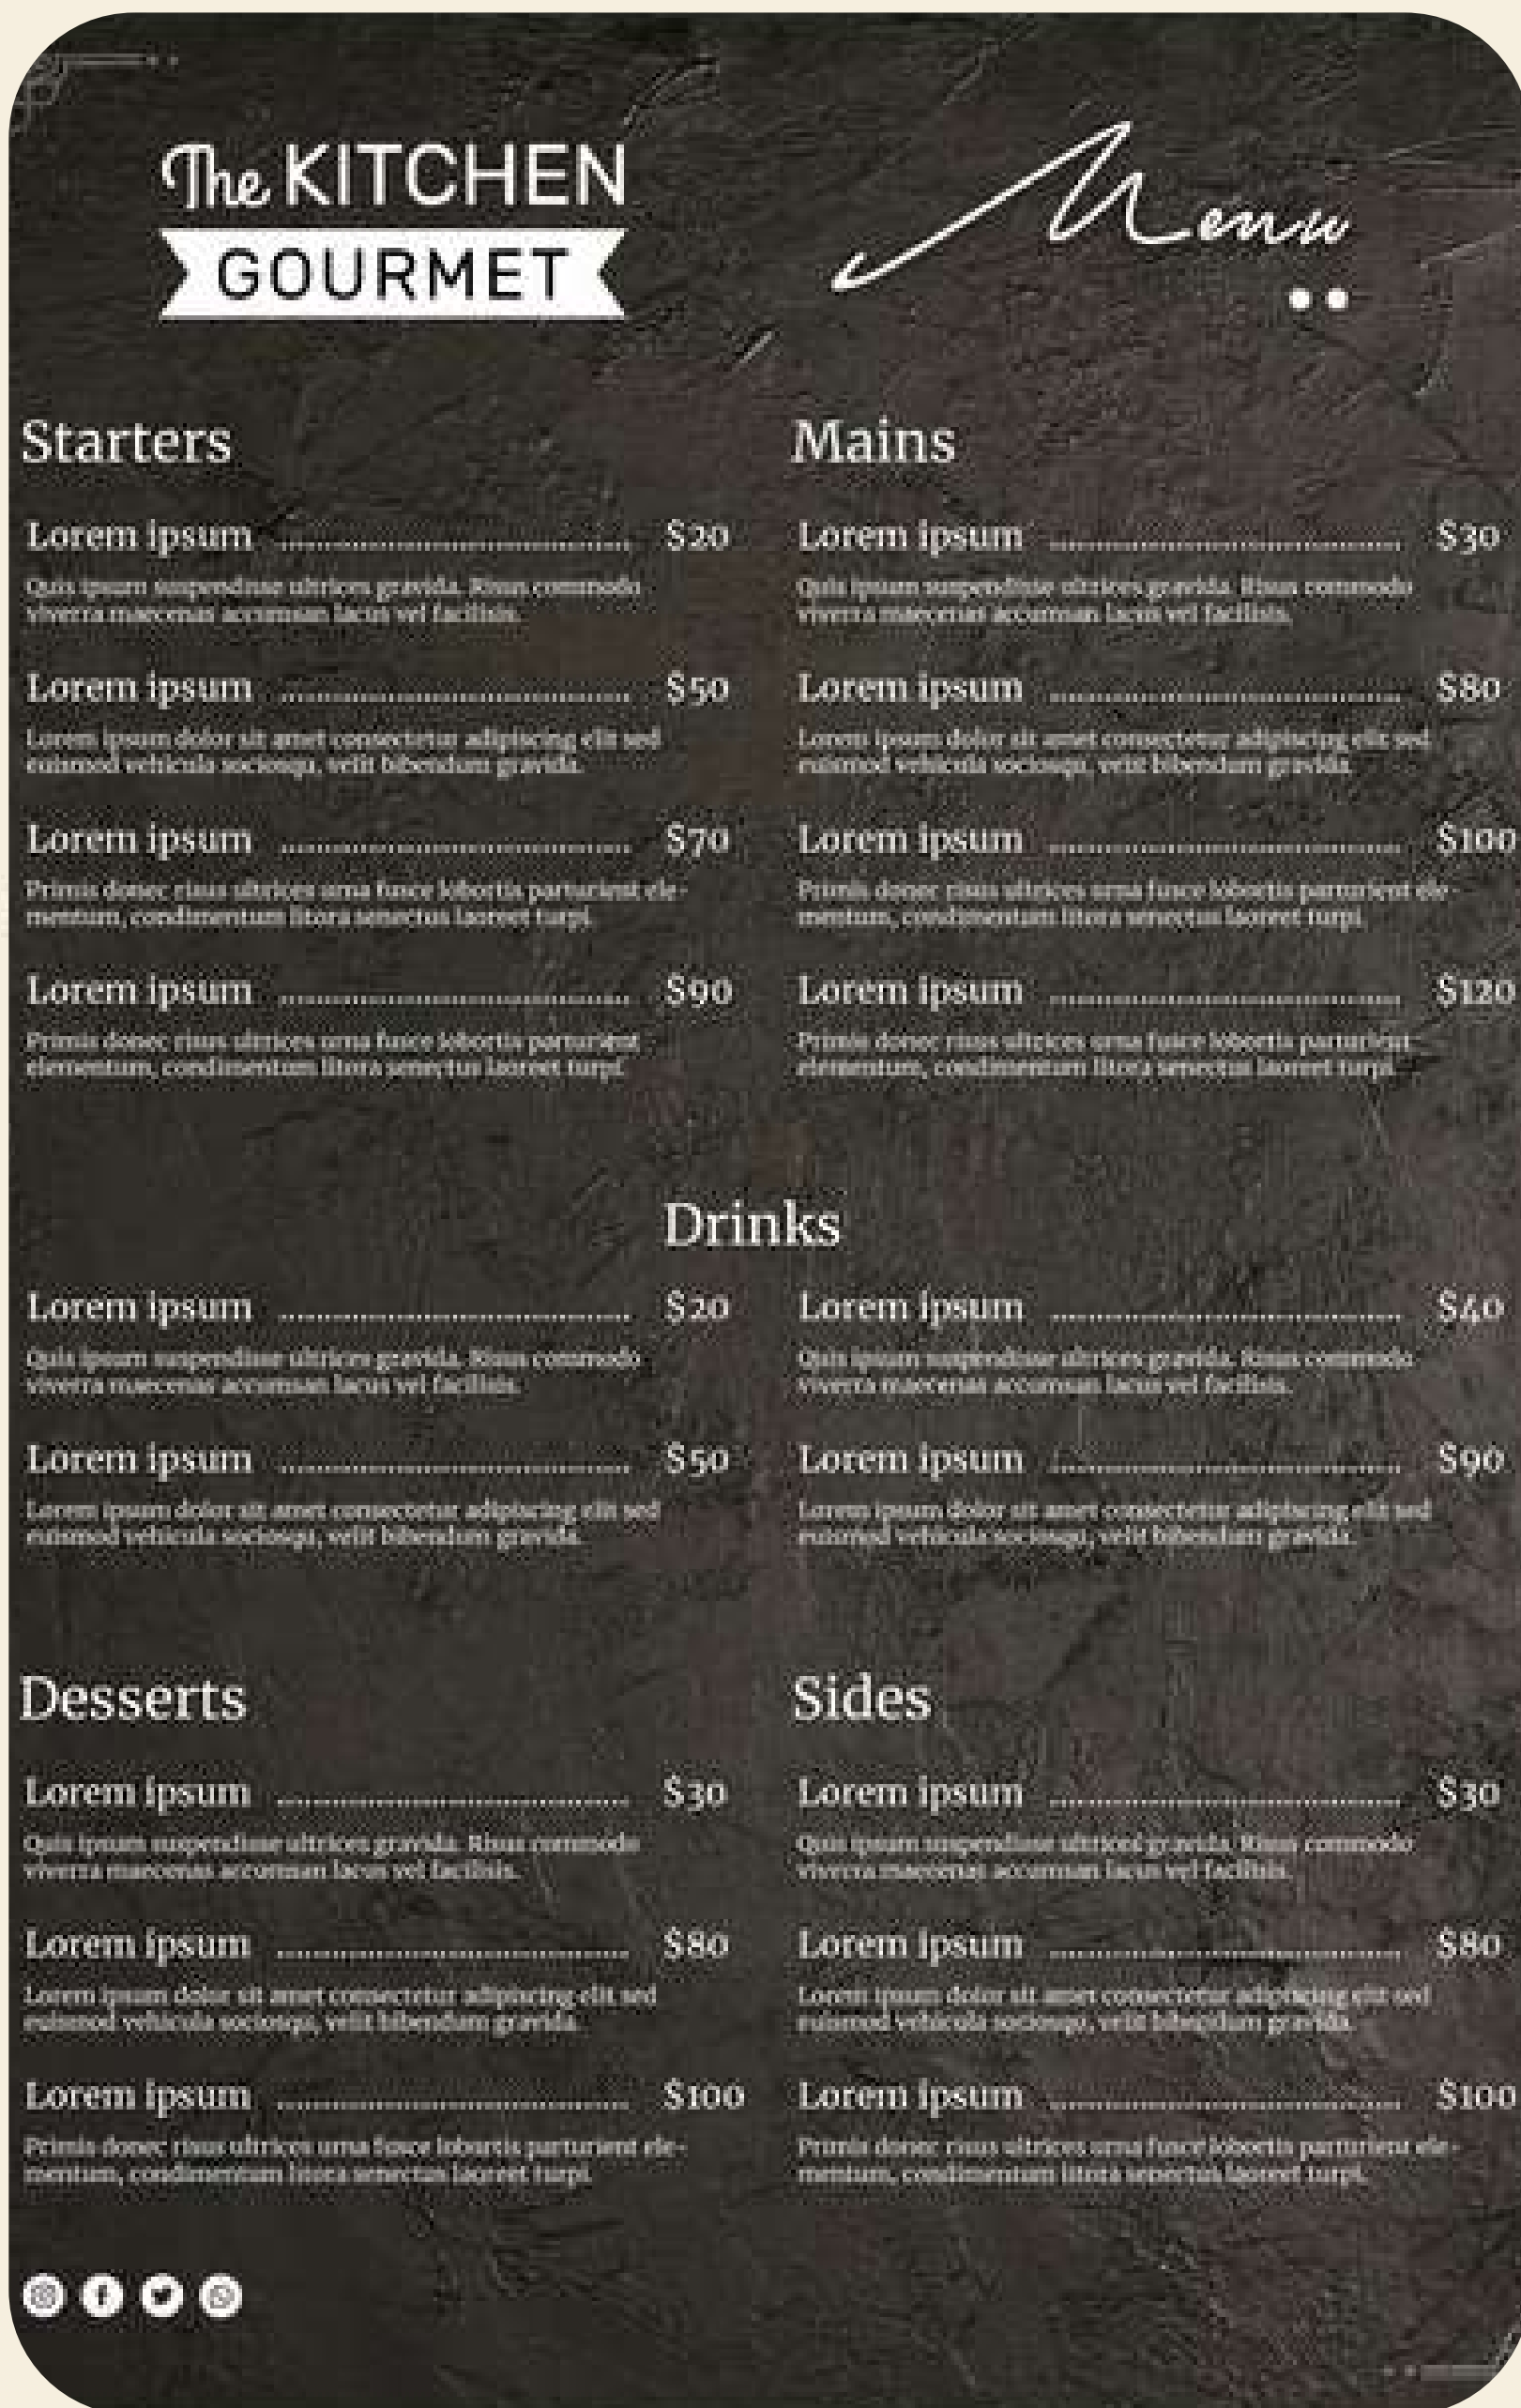 The KITCHEN
GOURMET
Menu
Starters
Lorem ipsum ........................ $20
Quis ipsum suspendisse ultrices gravida. Risus commodo
viverra maecenas accumsan lacus vel facilisis.
Lorem ipsum ........................ $50
Lorem ipsum dolor sit amet consectetur adipiscing elit sed
euismod vehicula sociosqu, velit bibendum gravida.
Lorem ipsum ........................ $70
Primis donec risus ultrices urna fusce lobortis parturient ele-
mentum, condimentum litora senectus laoreet turpi.
Lorem ipsum ........................ $90
Primis donec risus ultrices urna fusce lobortis parturient
elementum, condimentum litora senectus laoreet turpi.
Mains
Lorem ipsum ........................ $30
Quis ipsum suspendisse ultrices gravida. Risus commodo
viverra maecenas accumsan lacus vel facilisis.
Lorem ipsum ........................ $80
Lorem ipsum dolor sit amet consectetur adipiscing elit sed
euismod vehicula sociosqu, velit bibendum gravida.
Lorem ipsum ........................ $100
Primis donec risus ultrices urna fusce lobortis parturient ele-
mentum, condimentum litora senectus laoreet turpi.
Lorem ipsum ........................ $120
Primis donec risus ultrices urna fusce lobortis parturient
elementum, condimentum litora senectus laoreet turpi.
Drinks
Lorem ipsum ........................ $20
Quis ipsum suspendisse ultrices gravida. Risus commodo
viverra maecenas accumsan lacus vel facilisis.
Lorem ipsum ........................ $50
Lorem ipsum dolor sit amet consectetur adipiscing elit sed
euismod vehicula sociosqu, velit bibendum gravida.
Lorem ipsum ........................ $40
Quis ipsum suspendisse ultrices gravida. Risus commodo
viverra maecenas accumsan lacus vel facilisis.
Lorem ipsum ........................ $90
Lorem ipsum dolor sit amet consectetur adipiscing elit sed
euismod vehicula sociosqu, velit bibendum gravida.
Desserts
Lorem ipsum ........................ $30
Quis ipsum suspendisse ultrices gravida. Risus commodo
viverra maecenas accumsan lacus vel facilisis.
Lorem ipsum ........................ $80
Lorem ipsum dolor sit amet consectetur adipiscing elit sed
euismod vehicula sociosqu, velit bibendum gravida.
Lorem ipsum ........................ $100
Primis donec risus ultrices urna fusce lobortis parturient ele-
mentum, condimentum litora senectus laoreet turpi.
Sides
Lorem ipsum ........................ $30
Quis ipsum suspendisse ultrices gravida. Risus commodo
viverra maecenas accumsan lacus vel facilisis.
Lorem ipsum ........................ $80
Lorem ipsum dolor sit amet consectetur adipiscing elit sed
euismod vehicula sociosqu, velit bibendum gravida.
Lorem ipsum ........................ $100
Primis donec risus ultrices urna fusce lobortis parturient ele-
mentum, condimentum litora senectus laoreet turpi.